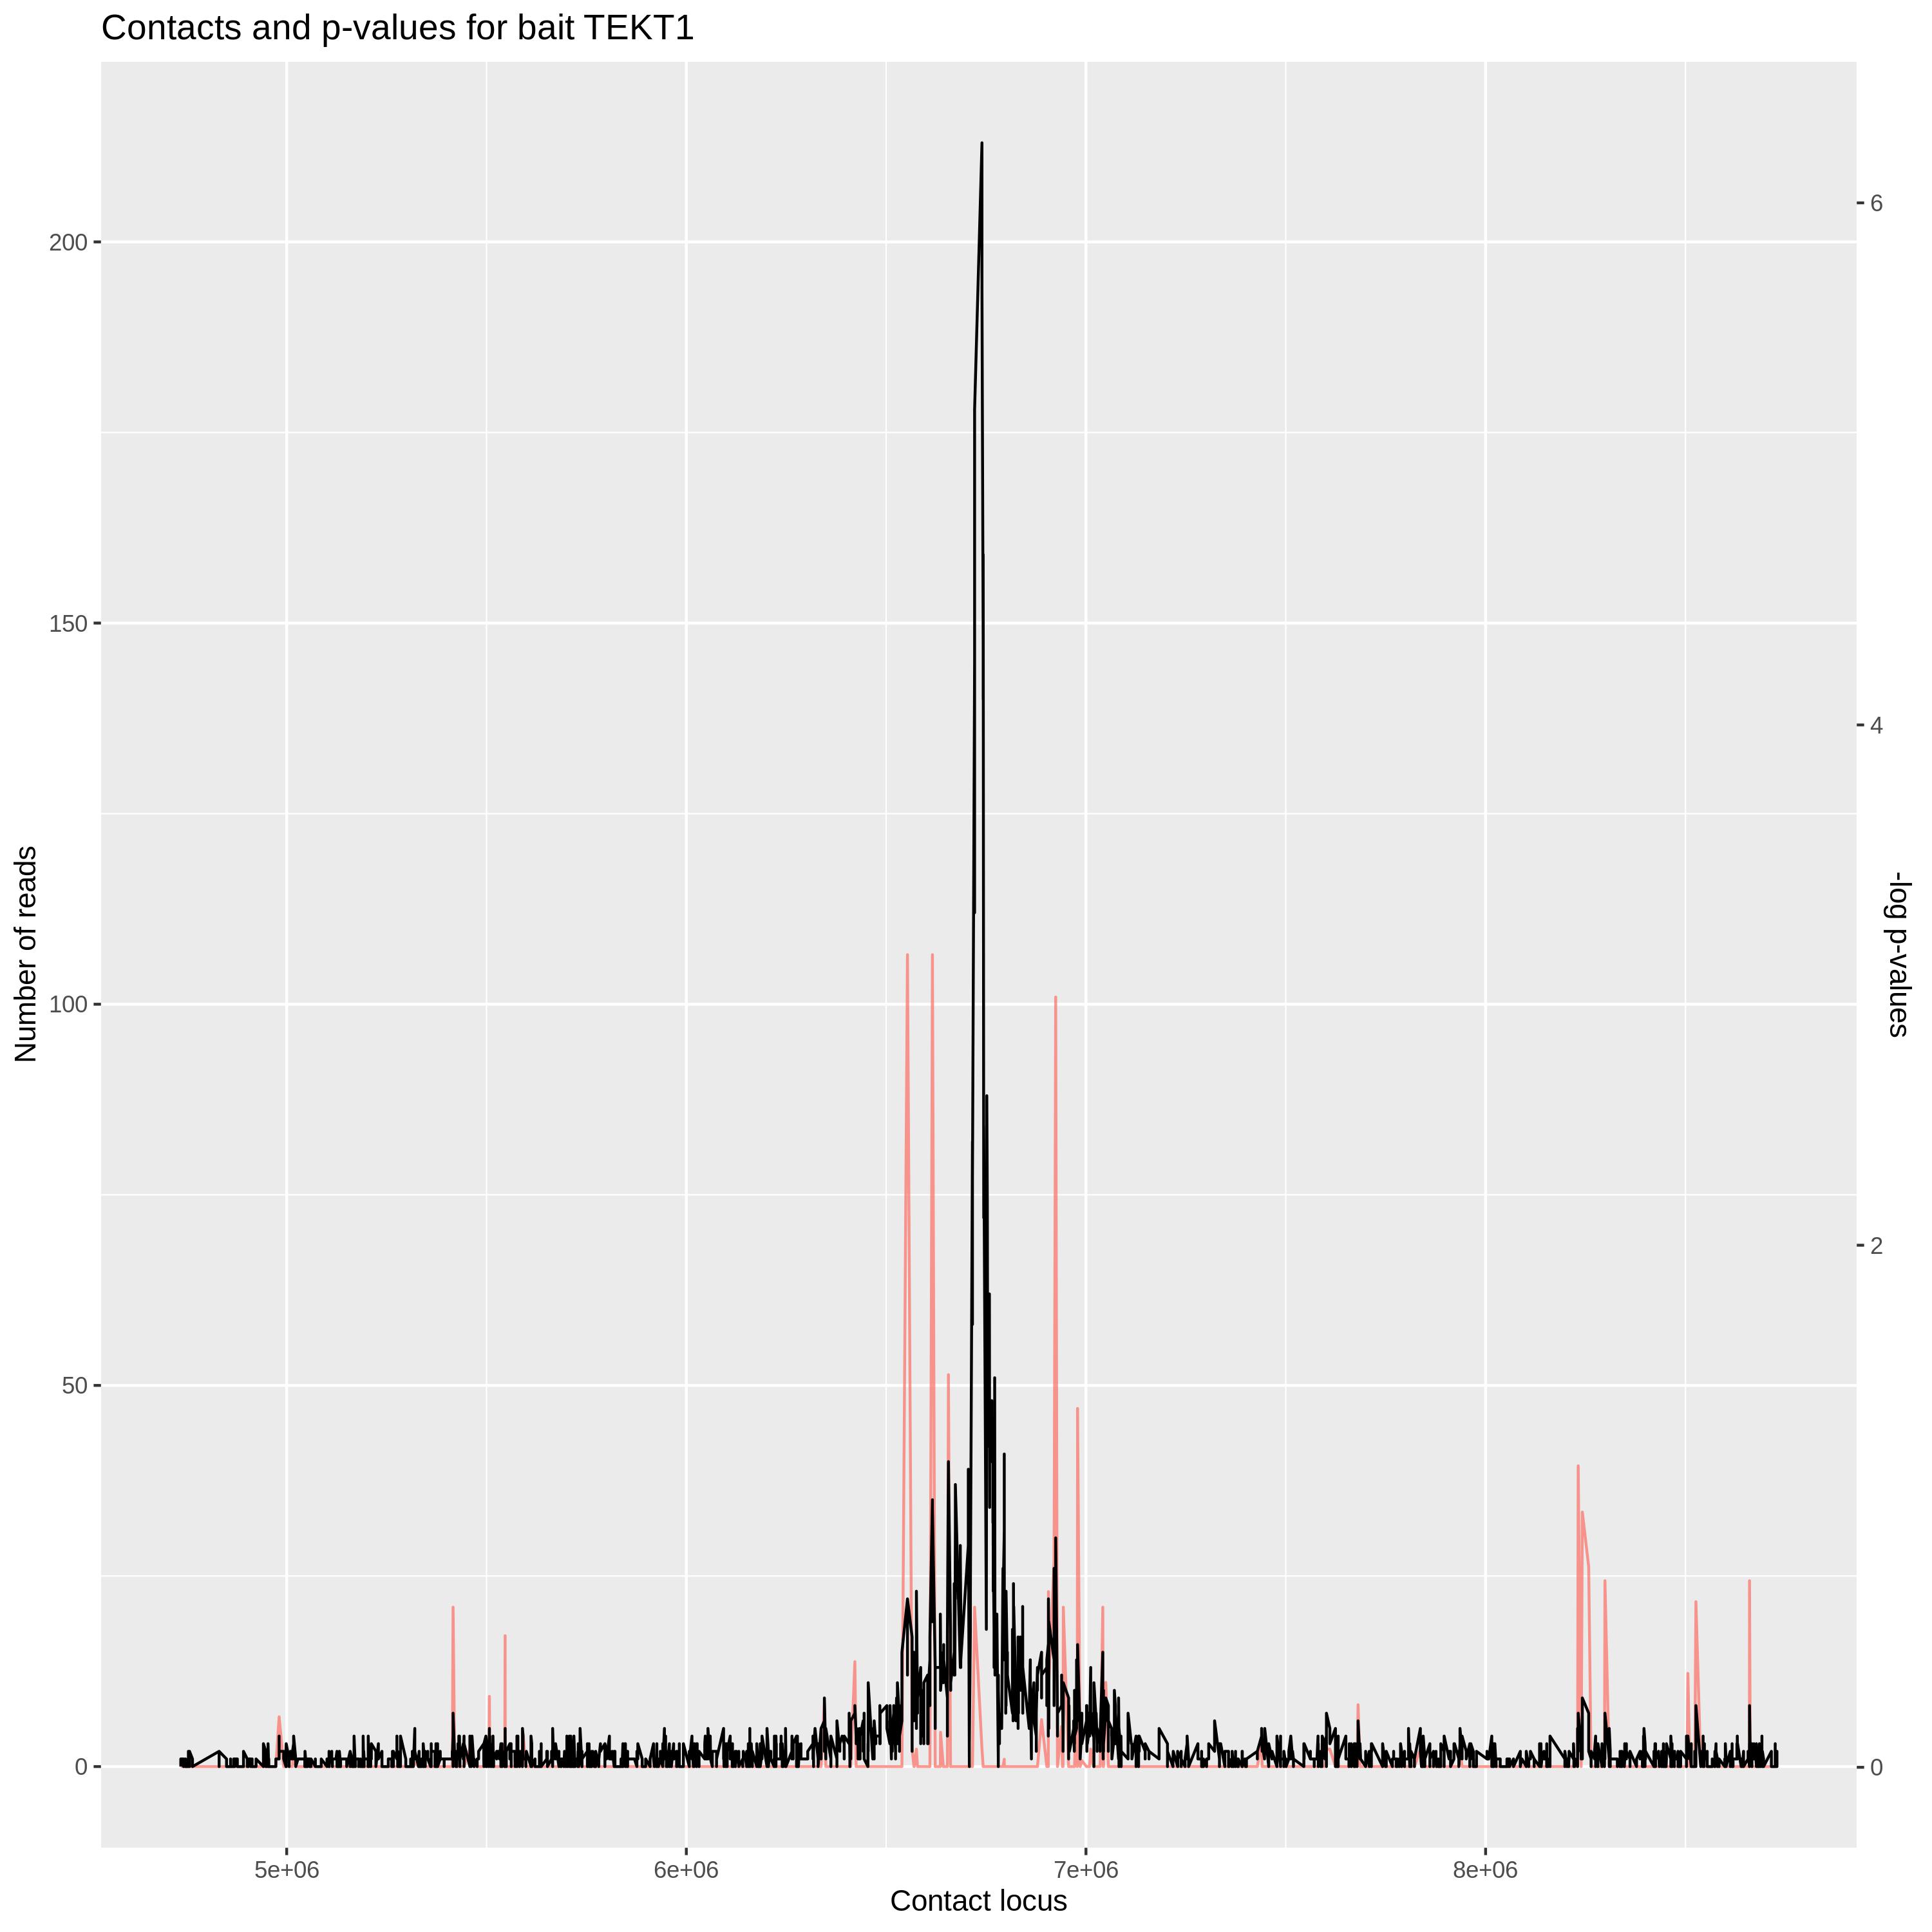 Contacts and p-values for bait TEKT1
200
150
100
50
0
Number of reads
6
4
2
0
-log p-values
5e+06
6e+06
7e+06
8e+06
Contact locus